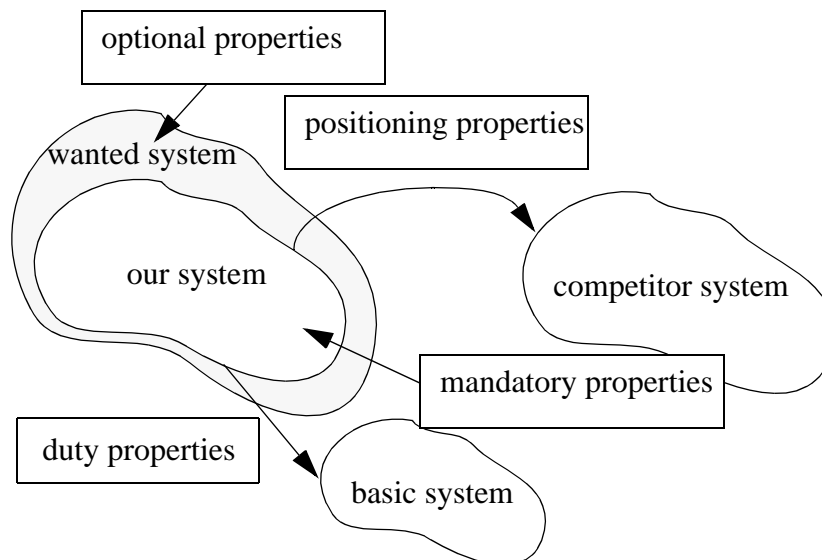 optional properties
positioning properties
wanted system
our system
competitor system
mandatory properties
duty properties
basic system